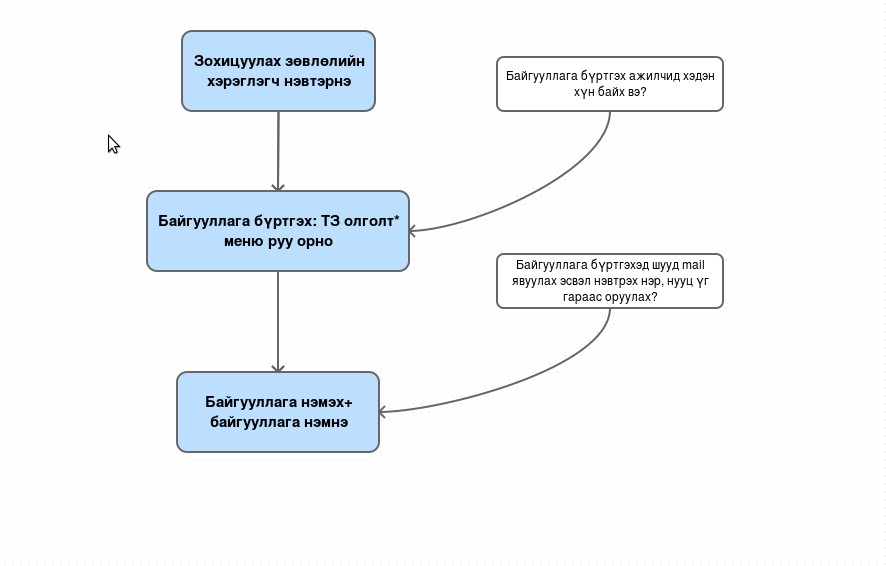 Зохицуулах зөвлөлийн
хэрэглэгч нэвтэрнэ
Байгууллага бүртгэх ажилчид хэдэн
хүн байх вэ?
Байгууллага бүртгэх: ТЗ олголт*
меню руу орно
Байгууллага бүртгэхэд шууд mail
явуулах эсвэл нэвтрэх нэр, нууц үг
гараас оруулах?
Байгууллага нэмэх+
байгууллага нэмнэ